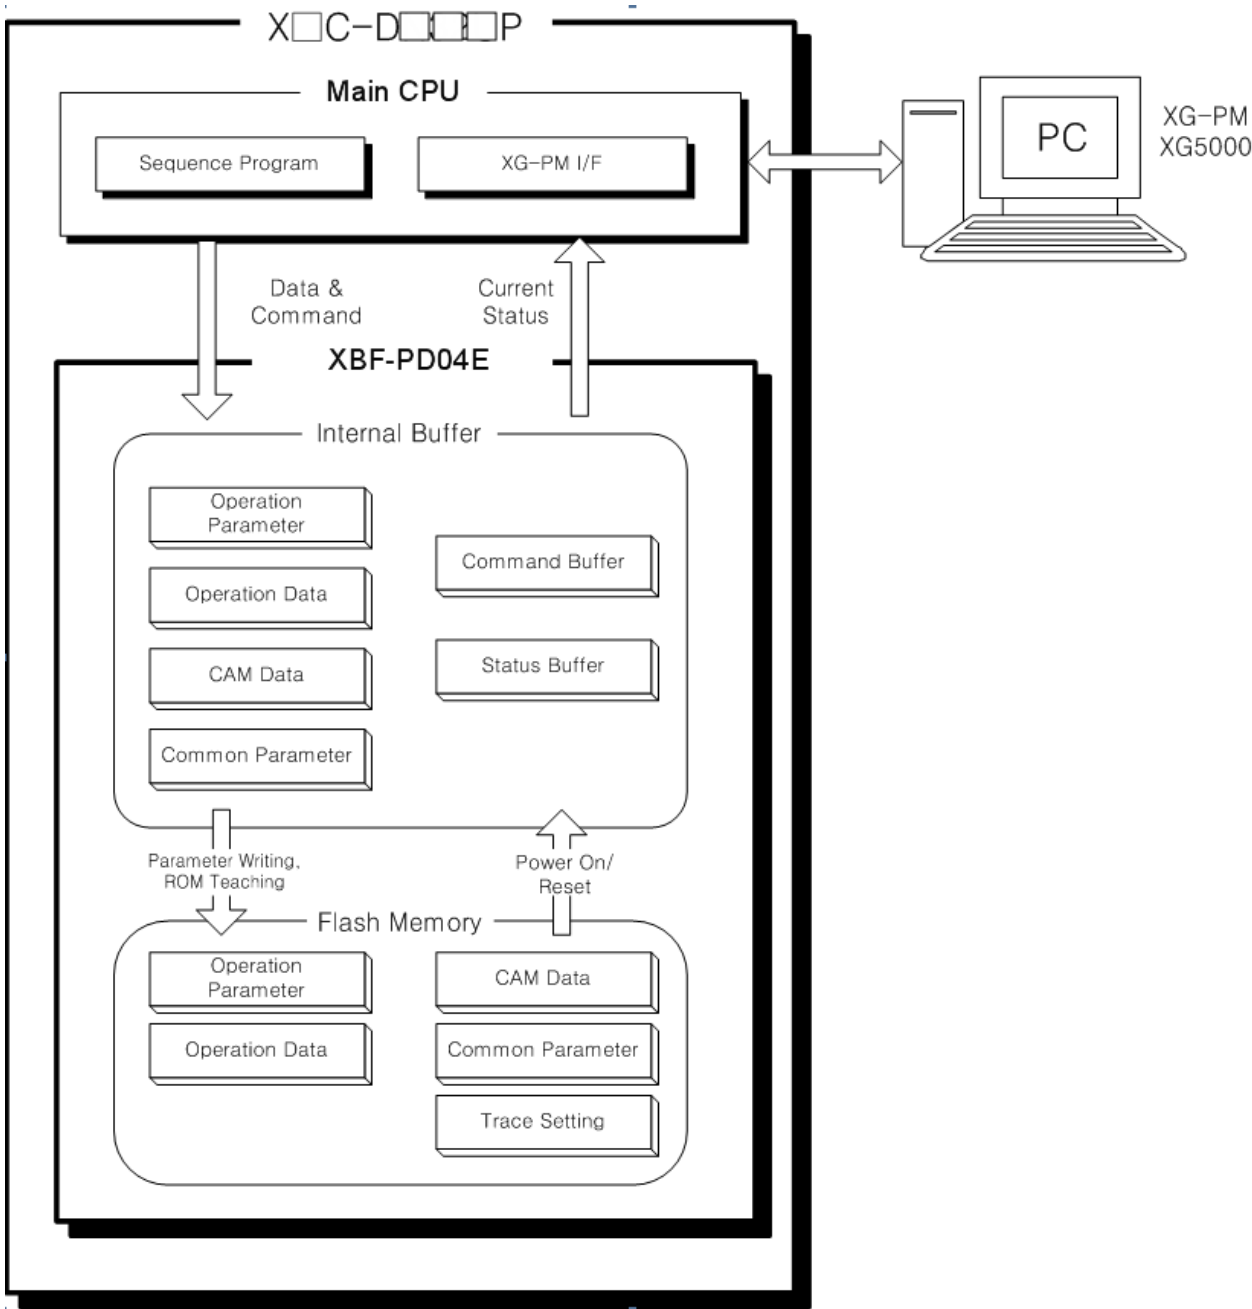 X□C-D□□□P
Main CPU
Sequence Program
XG-PM I/F
PC
XG-PM
XG5000
Data &
Command
Current
Status
XBF-PD04E
Internal Buffer
Operation
Parameter
Operation Data
CAM Data
Common Parameter
Command Buffer
Status Buffer
Parameter Writing,
ROM Teaching
Power On/
Reset
Flash Memory
Operation
Parameter
Operation Data
CAM Data
Common Parameter
Trace Setting